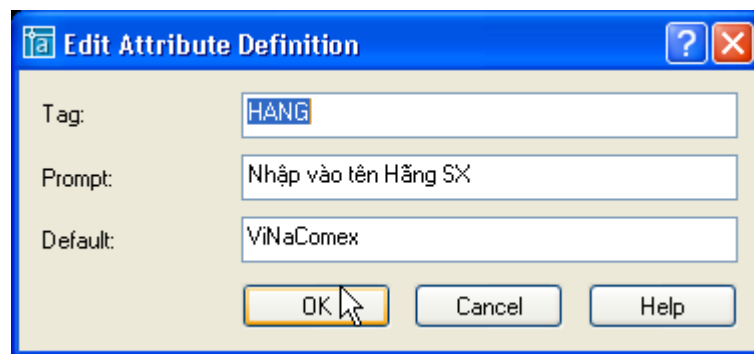 Edit Attribute Definition
Tag: HANG
Prompt: Nhập vào tên Hãng SX
Default: ViNaComex
OK Cancel Help